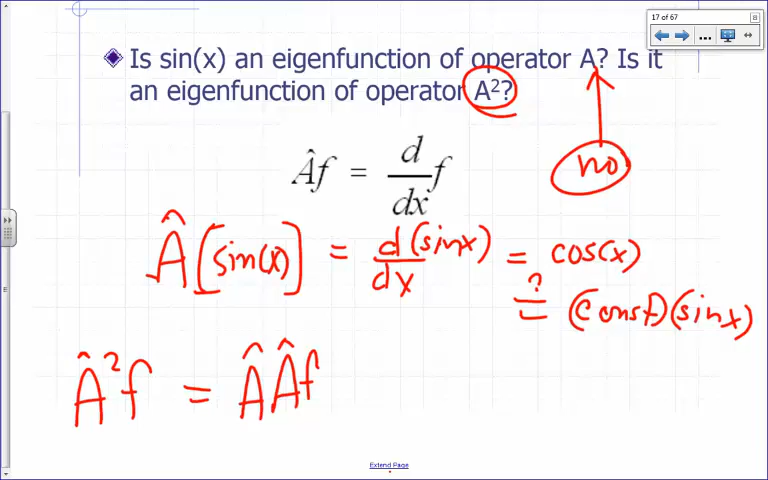 17 of 67
Is sin(x) an eigenfunction of operator A? Is it
an eigenfunction of operator A²?
no
Âf = d/dx f
Â[sin(x)] = d(sinx)/dx = cos(x)
?= (const)(sinx)
Â²f = ÂÂf
Extend Page